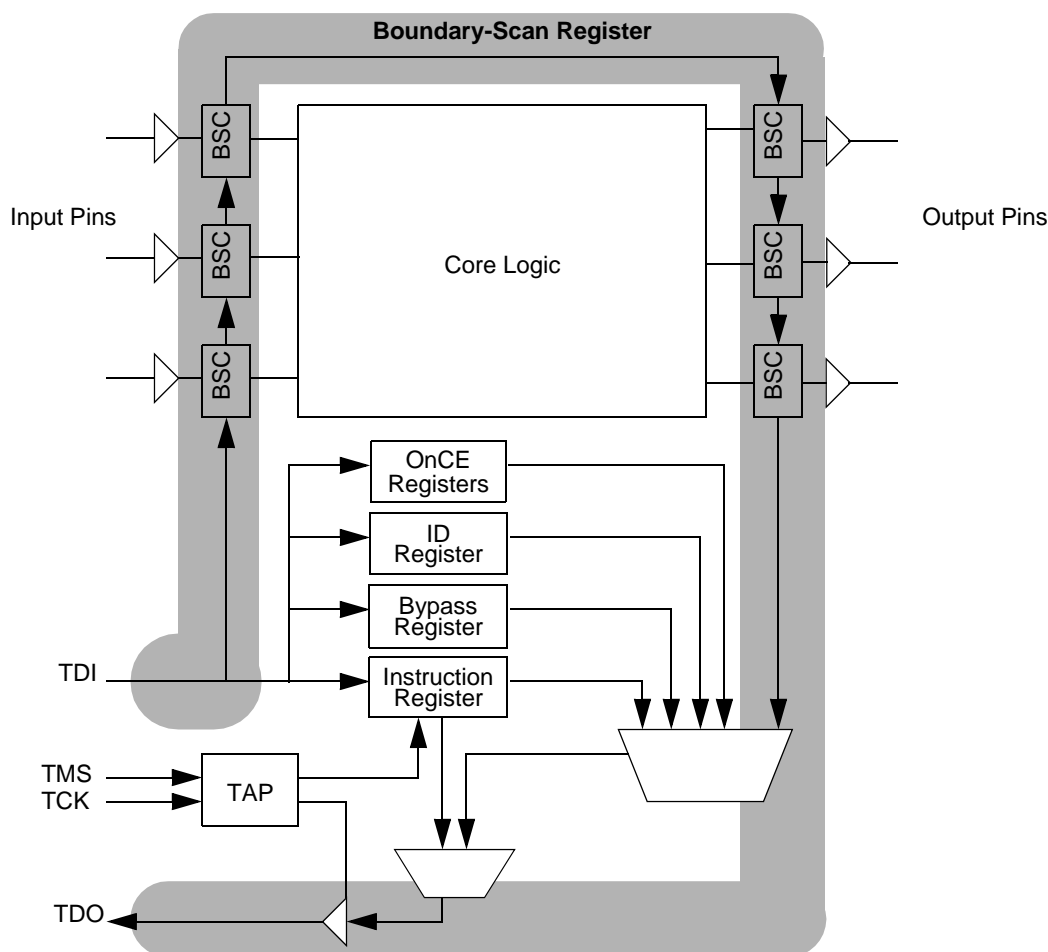 Boundary-Scan Register
BSC
BSC
Input Pins
Output Pins
BSC
Core Logic
BSC
BSC
BSC
OnCE
Registers
ID
Register
Bypass
Register
TDI
Instruction
Register
TMS
TCK
TAP
TDO